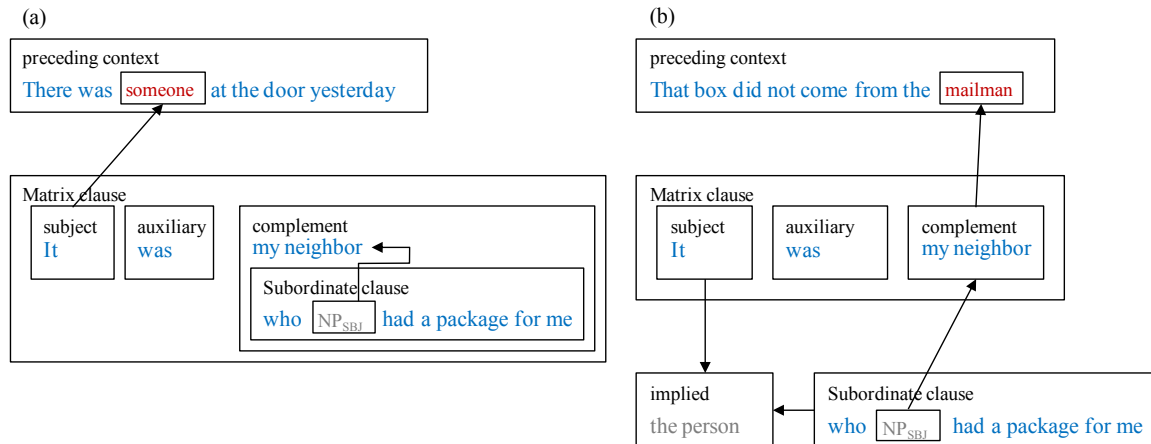 (a)
preceding context
There was someone at the door yesterday
Matrix clause
subject
It
auxiliary
was
complement
my neighbor
Subordinate clause
who NP_SBJ had a package for me
(b)
preceding context
That box did not come from the mailman
Matrix clause
subject
It
auxiliary
was
complement
my neighbor
implied
the person
Subordinate clause
who NP_SBJ had a package for me